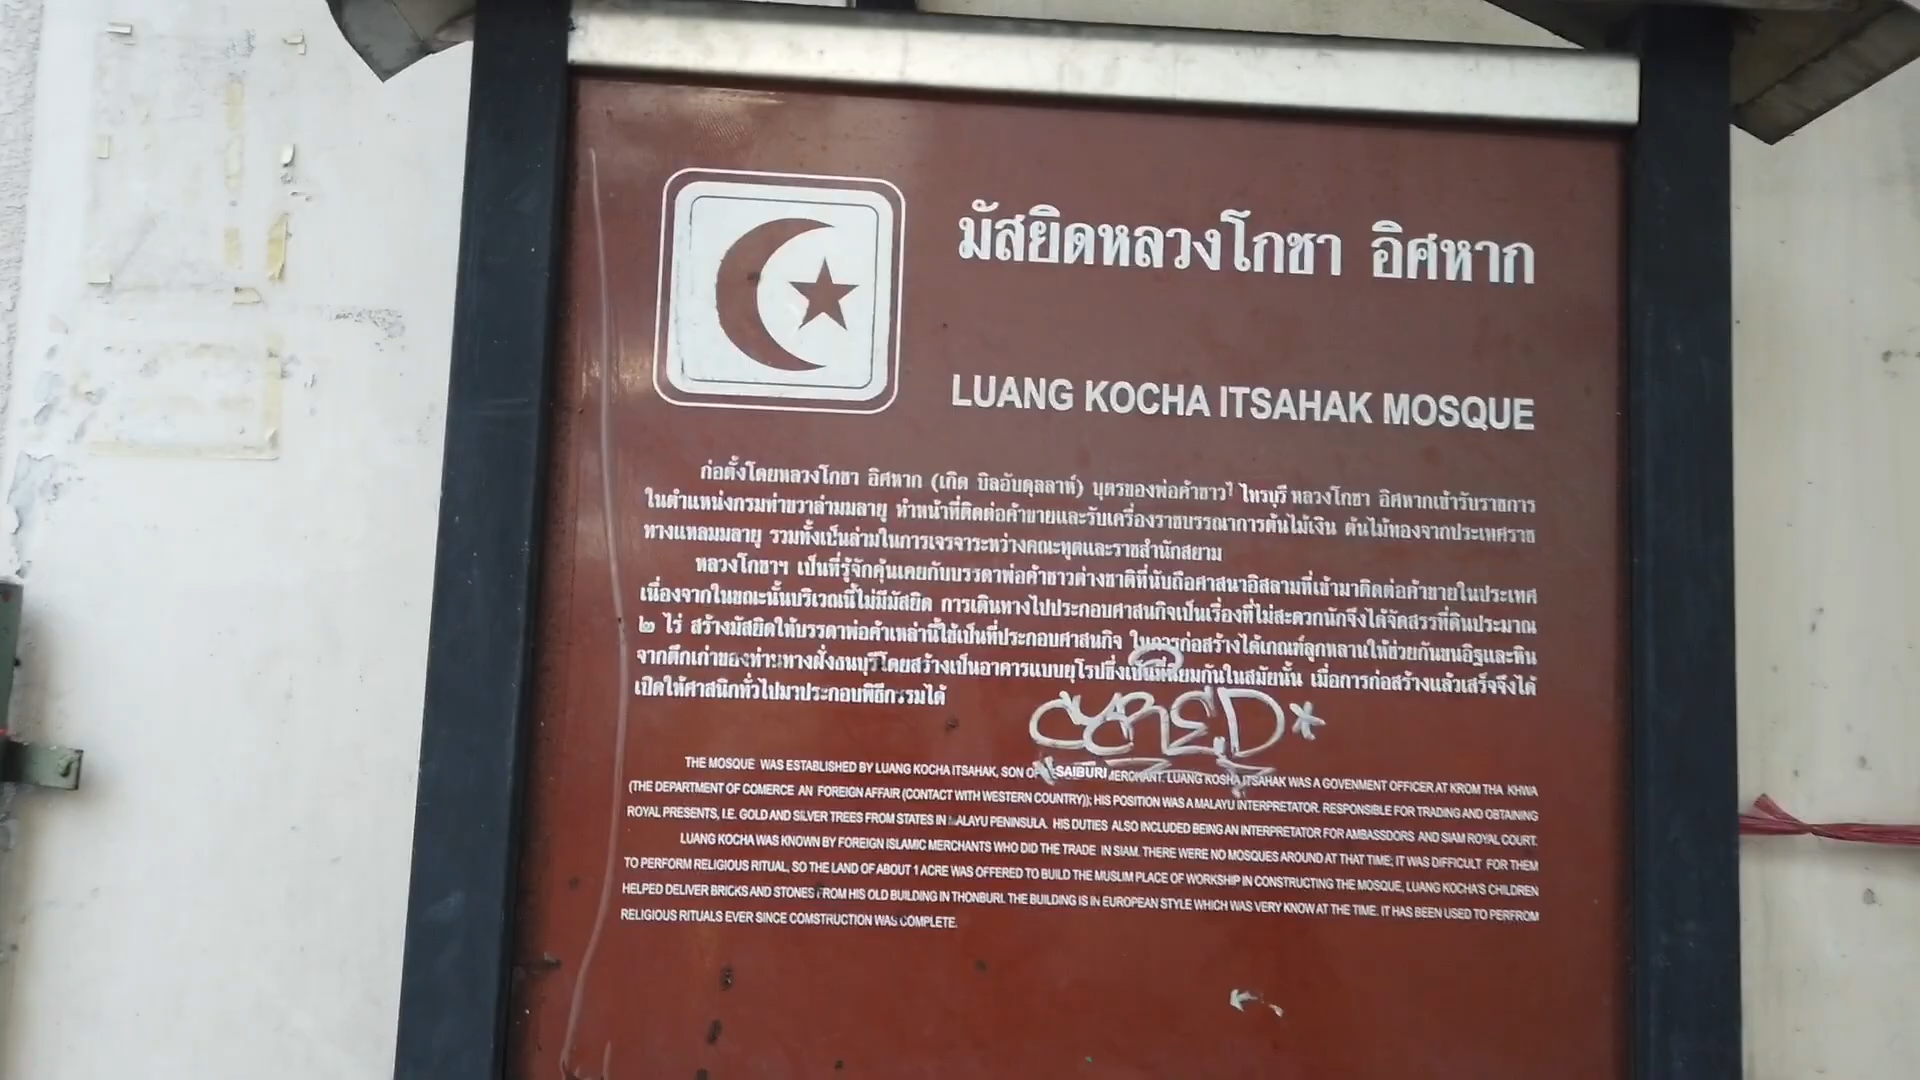 มัสยิดหลวงโกชา อิศหาก
LUANG KOCHA ITSAHAK MOSQUE
ก่อตั้งโดยหลวงโกชา อิศหาก (เกิด บิลอับดุลลาห์) บุตรของพ่อค้าชาว ไทรบุรี หลวงโกชา อิศหากเข้ารับราชการ
ในตำแหน่งกรมท่าขวาล่ามมลายู ทำหน้าที่ติดต่อค้าขายและรับเครื่องราชบรรณาการต้นไม้เงิน ต้นไม้ทองจากประเทศราช
ทางแหลมมลายู รวมทั้งเป็นล่ามในการเจรจาระหว่างคณะทูตและราชสำนักสยาม
หลวงโกชาฯ เป็นที่รู้จักคุ้นเคยกับบรรดาพ่อค้าชาวต่างชาติที่นับถือศาสนาอิสลามที่เข้ามาติดต่อค้าขายในประเทศ
เนื่องจากในขณะนั้นบริเวณนี้ไม่มีมัสยิด การเดินทางไปประกอบศาสนกิจเป็นเรื่องที่ไม่สะดวกนักจึงได้จัดสรรที่ดินประมาณ
๒ ไร่ สร้างมัสยิดให้บรรดาพ่อค้าเหล่านี้ใช้เป็นที่ประกอบศาสนกิจ ในการก่อสร้างได้เกณฑ์ลูกหลานให้ช่วยกันขนอิฐและหิน
จากตึกเก่าของท่านทางฝั่งธนบุรีโดยสร้างเป็นอาคารแบบยุโรปซึ่งเป็นที่นิยมกันในสมัยนั้น เมื่อการก่อสร้างแล้วเสร็จจึงได้
เปิดให้ศาสนิกทั่วไปมาประกอบพิธีกรรมได้
THE MOSQUE WAS ESTABLISHED BY LUANG KOCHA ITSAHAK, SON OF SAIBURI MERCHANT. LUANG KOSHA ITSAHAK WAS A GOVENMENT OFFICER AT KROM THA KHWA
(THE DEPARTMENT OF COMERCE AN FOREIGN AFFAIR (CONTACT WITH WESTERN COUNTRY)); HIS POSITION WAS A MALAYU INTERPRETATOR. RESPONSIBLE FOR TRADING AND OBTAINING
ROYAL PRESENTS, I.E. GOLD AND SILVER TREES FROM STATES IN MALAYU PENINSULA. HIS DUTIES ALSO INCLUDED BEING AN INTERPRETATOR FOR AMBASSDORS AND SIAM ROYAL COURT.
LUANG KOCHA WAS KNOWN BY FOREIGN ISLAMIC MERCHANTS WHO DID THE TRADE IN SIAM. THERE WERE NO MOSQUES AROUND AT THAT TIME; IT WAS DIFFICULT FOR THEM
TO PERFORM RELIGIOUS RITUAL, SO THE LAND OF ABOUT 1 ACRE WAS OFFERED TO BUILD THE MUSLIM PLACE OF WORKSHIP IN CONSTRUCTING THE MOSQUE, LUANG KOCHA'S CHILDREN
HELPED DELIVER BRICKS AND STONES FROM HIS OLD BUILDING IN THONBURI. THE BUILDING IS IN EUROPEAN STYLE WHICH WAS VERY KNOW AT THE TIME. IT HAS BEEN USED TO PERFROM
RELIGIOUS RITUALS EVER SINCE COMSTRUCTION WAS COMPLETE.